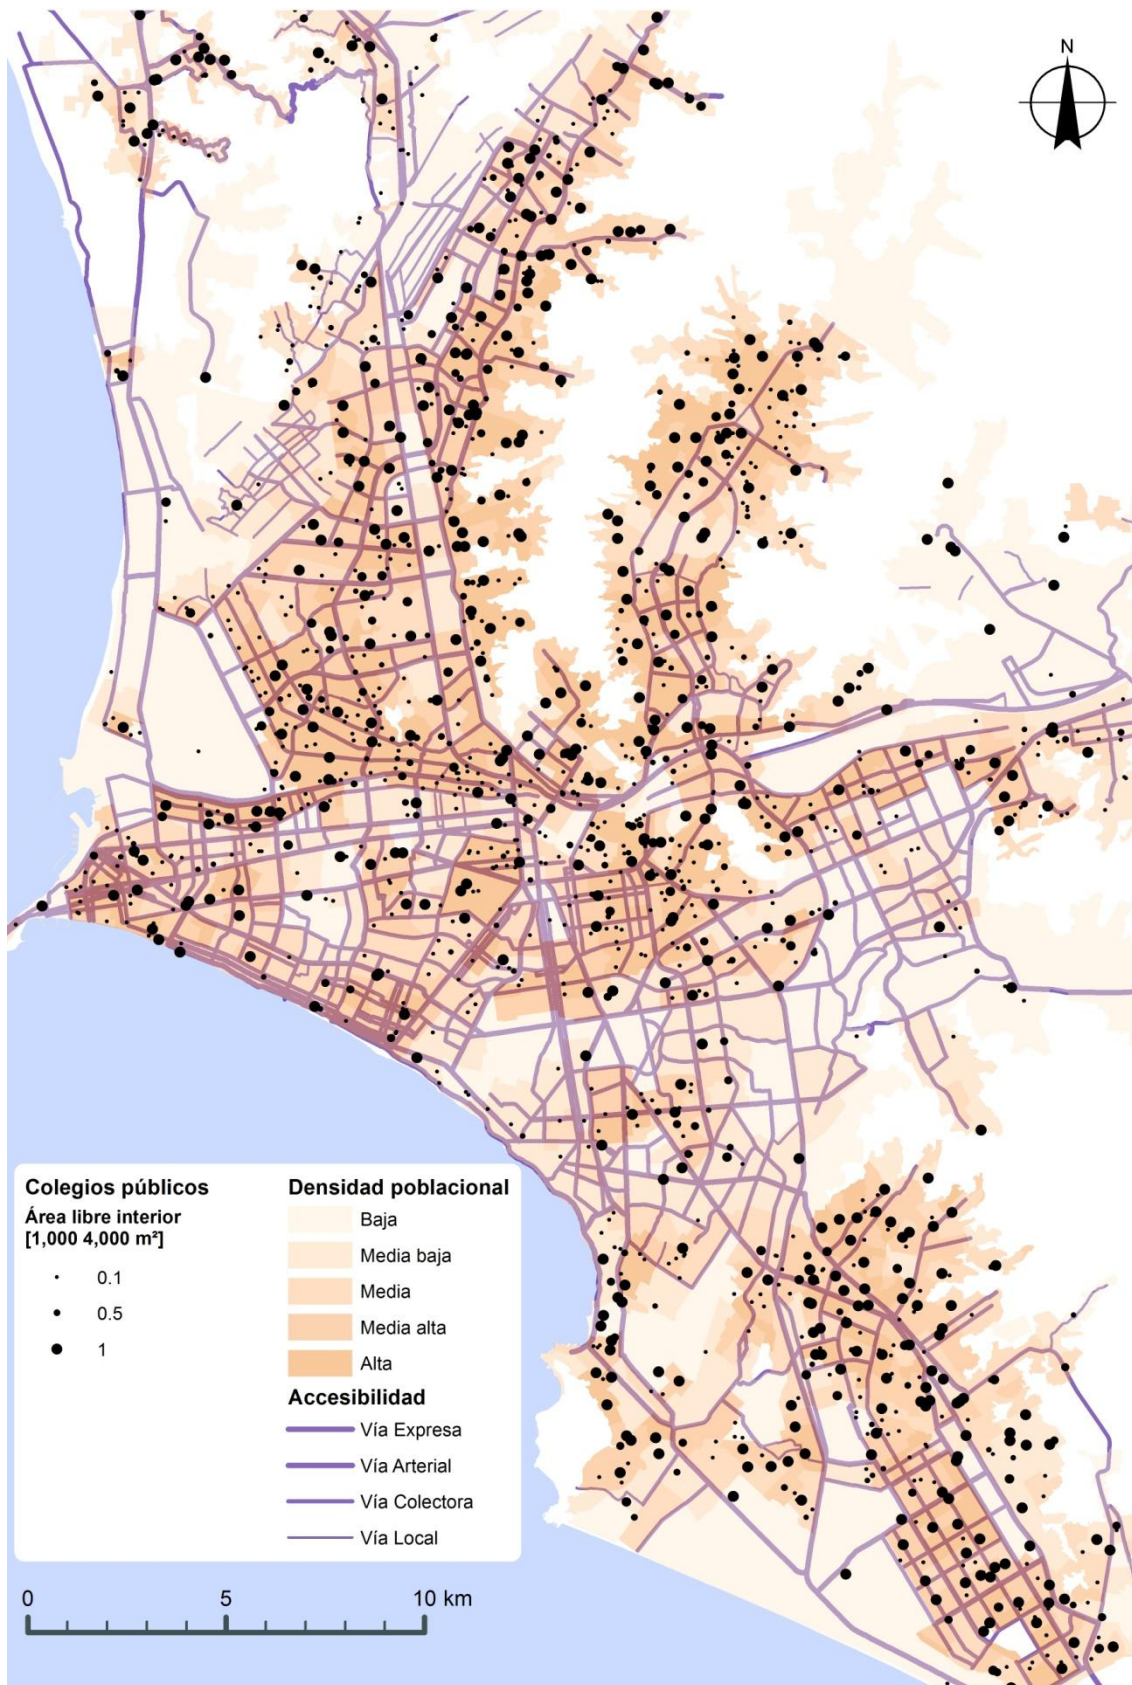 N
Colegios públicos
Área libre interior
[1,000 4,000 m²]
0.1
0.5
1
Densidad poblacional
Baja
Media baja
Media
Media alta
Alta
Accesibilidad
Vía Expresa
Vía Arterial
Vía Colectora
Vía Local
0 5 10 km